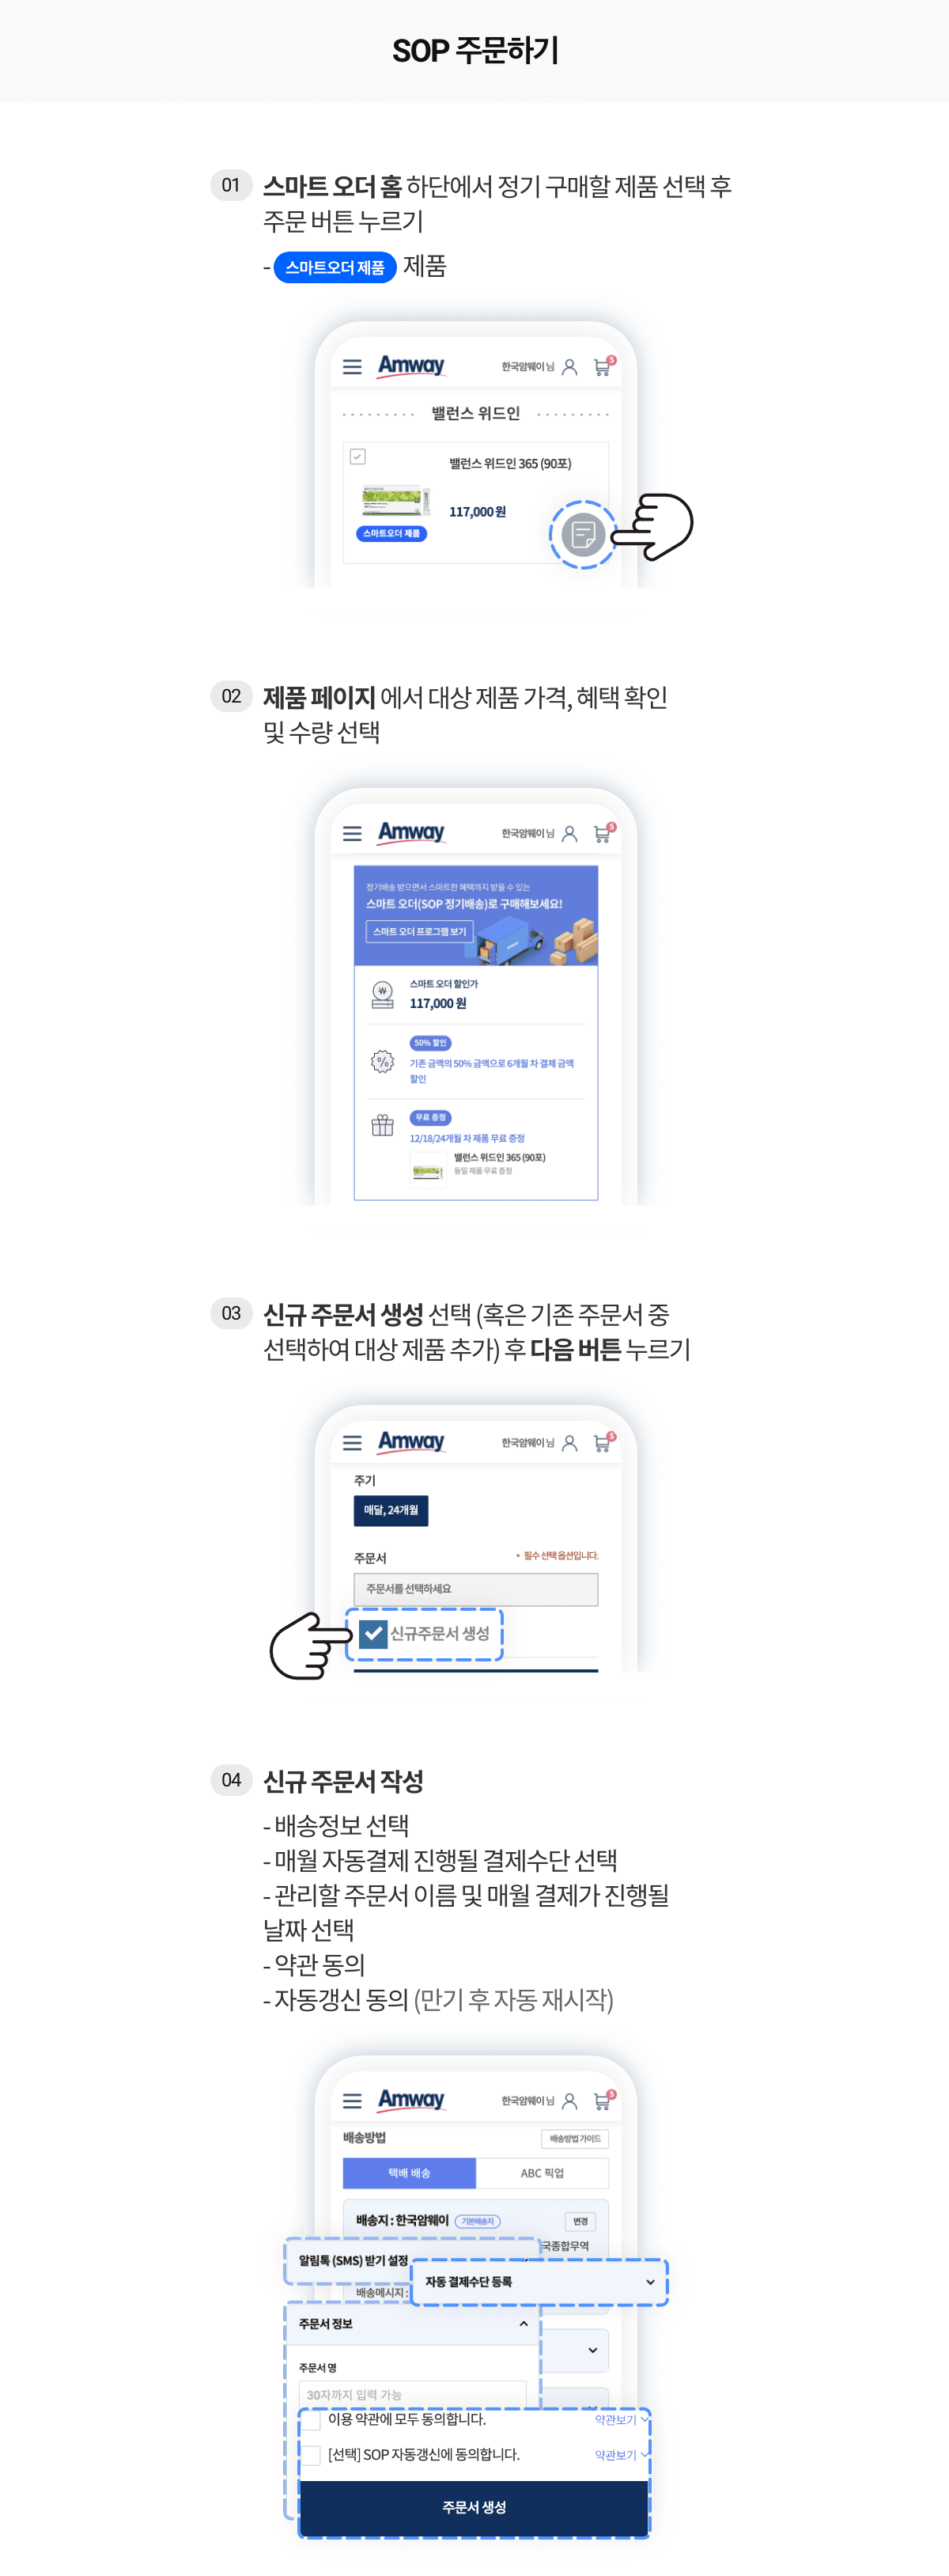 SOP 주문하기
01 스마트 오더 홈 하단에서 정기 구매할 제품 선택 후
주문 버튼 누르기
- 스마트오더 제품 제품
Amway 한국암웨이 님 5
밸런스 위드인
밸런스 위드인 365 (90포)
117,000 원
스마트오더 제품
02 제품 페이지 에서 대상 제품 가격, 혜택 확인
및 수량 선택
Amway 한국암웨이 님 5
정기배송 받으면서 스마트한 혜택까지 받을 수 있는
스마트 오더(SOP 정기배송)로 구매해보세요!
스마트 오더 프로그램 보기
스마트 오더 할인가
117,000 원
50% 할인
기존 금액의 50% 금액으로 6개월 차 결제 금액
할인
무료 증정
12/18/24개월 차 제품 무료 증정
밸런스 위드인 365 (90포)
동일 제품 무료 증정
03 신규 주문서 생성 선택 (혹은 기존 주문서 중
선택하여 대상 제품 추가) 후 다음 버튼 누르기
Amway 한국암웨이 님 5
주기
매달, 24개월
주문서 • 필수 선택 옵션입니다.
주문서를 선택하세요
신규주문서 생성
04 신규 주문서 작성
- 배송정보 선택
- 매월 자동결제 진행될 결제수단 선택
- 관리할 주문서 이름 및 매월 결제가 진행될
날짜 선택
- 약관 동의
- 자동갱신 동의 (만기 후 자동 재시작)
Amway 한국암웨이 님 5
배송방법 배송방법 가이드
택배 배송 ABC 픽업
배송지 : 한국암웨이 기본배송지 변경
국종합무역
알림톡 (SMS) 받기 설정
자동 결제수단 등록
배송메시지 :
주문서 정보
주문서 명
30자까지 입력 가능
이용 약관에 모두 동의합니다. 약관보기
[선택] SOP 자동갱신에 동의합니다. 약관보기
주문서 생성